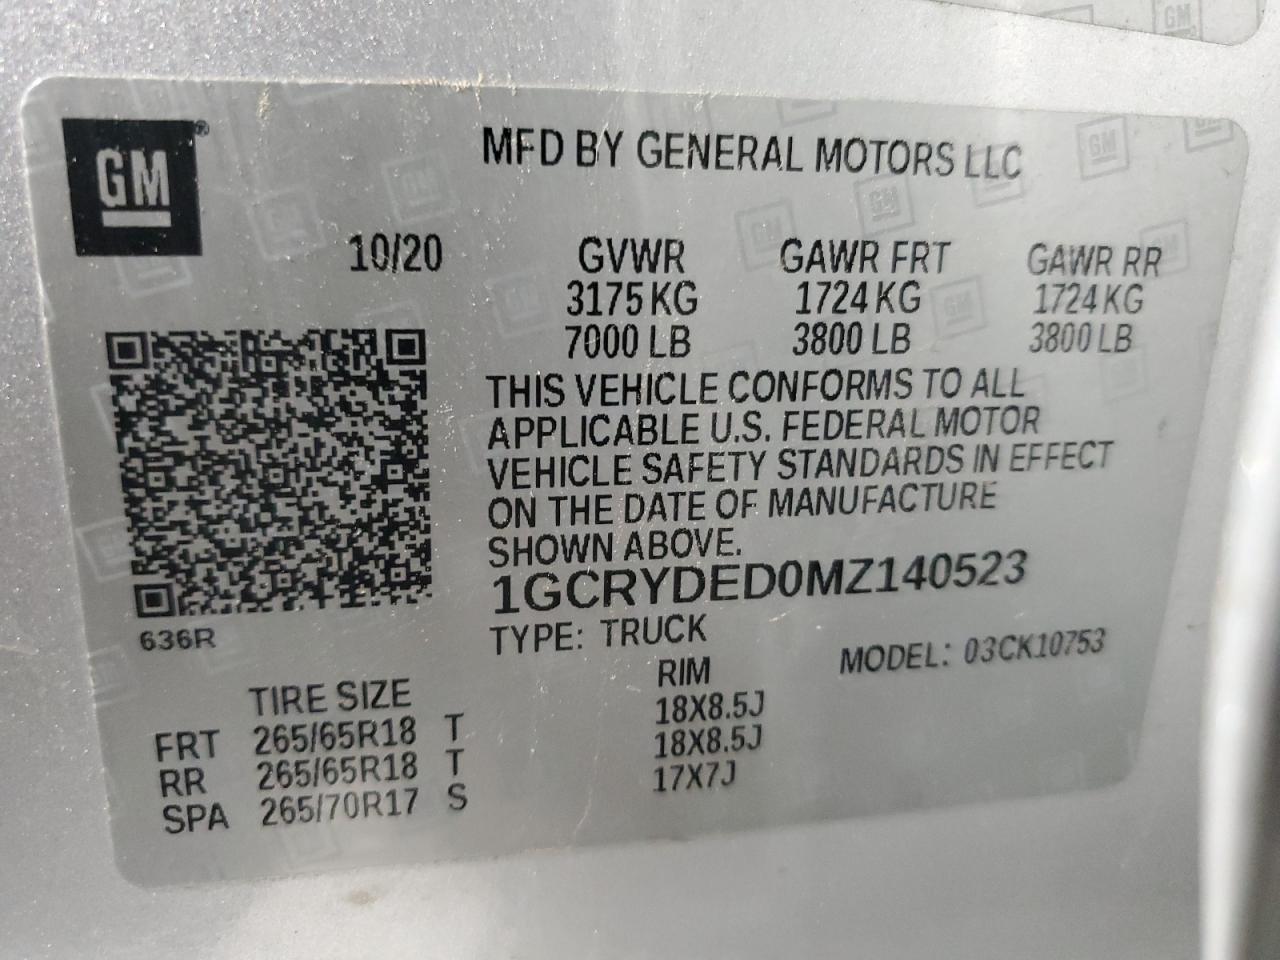 GM®
MFD BY GENERAL MOTORS LLC
10/20 GVWR GAWR FRT GAWR RR
3175 KG 1724 KG 1724 KG
7000 LB 3800 LB 3800 LB
THIS VEHICLE CONFORMS TO ALL
APPLICABLE U.S. FEDERAL MOTOR
VEHICLE SAFETY STANDARDS IN EFFECT
ON THE DATE OF MANUFACTURE
SHOWN ABOVE.
1GCRYDED0MZ140523
636R
TYPE: TRUCK
MODEL: 03CK10753
TIRE SIZE RIM
FRT 265/65R18 T 18X8.5J
RR 265/65R18 T 18X8.5J
SPA 265/70R17 S 17X7J